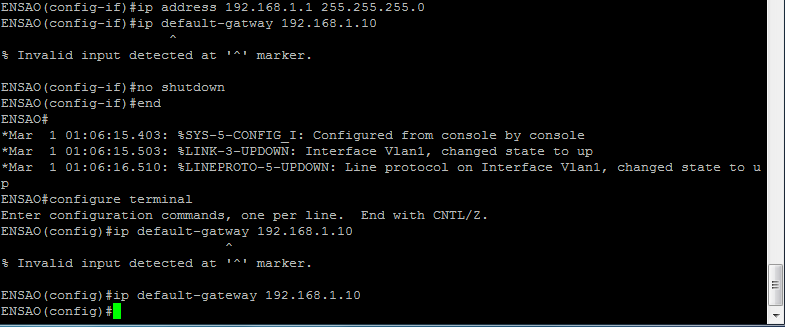 ENSAO(config-if)#ip address 192.168.1.1 255.255.255.0
ENSAO(config-if)#ip default-gatway 192.168.1.10
^
% Invalid input detected at '^' marker.
ENSAO(config-if)#no shutdown
ENSAO(config-if)#end
ENSAO#
*Mar  1 01:06:15.403: %SYS-5-CONFIG_I: Configured from console by console
*Mar  1 01:06:15.503: %LINK-3-UPDOWN: Interface Vlan1, changed state to up
*Mar  1 01:06:16.510: %LINEPROTO-5-UPDOWN: Line protocol on Interface Vlan1, changed state to u
p
ENSAO#configure terminal
Enter configuration commands, one per line.  End with CNTL/Z.
ENSAO(config)#ip default-gatway 192.168.1.10
^
% Invalid input detected at '^' marker.
ENSAO(config)#ip default-gateway 192.168.1.10
ENSAO(config)#